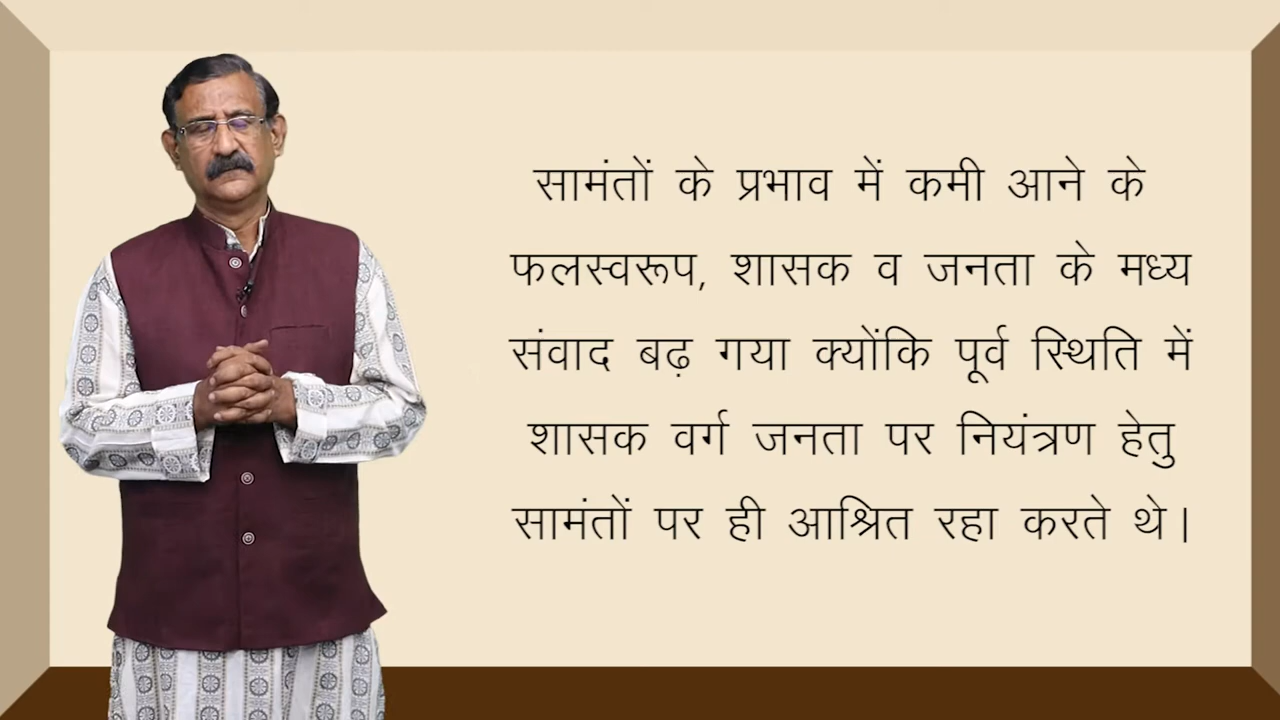 सामंतों के प्रभाव में कमी आने के
फलस्वरूप, शासक व जनता के मध्य
संवाद बढ़ गया क्योंकि पूर्व स्थिति में
शासक वर्ग जनता पर नियंत्रण हेतु
सामंतों पर ही आश्रित रहा करते थे।